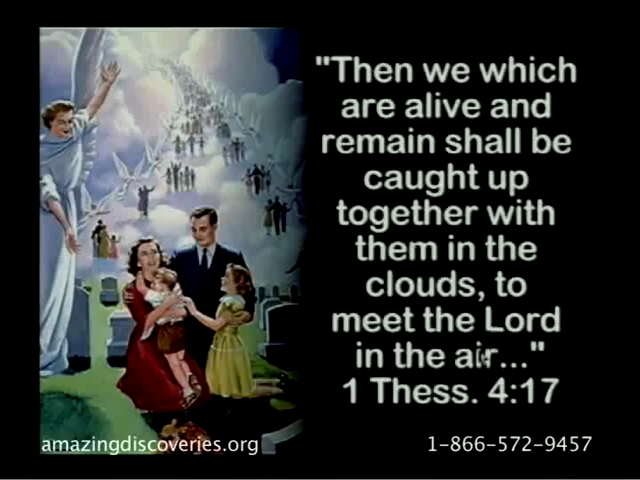 "Then we which
are alive and
remain shall be
caught up
together with
them in the
clouds, to
meet the Lord
in the air..."
1 Thess. 4:17
amazingdiscoveries.org
1-866-572-9457